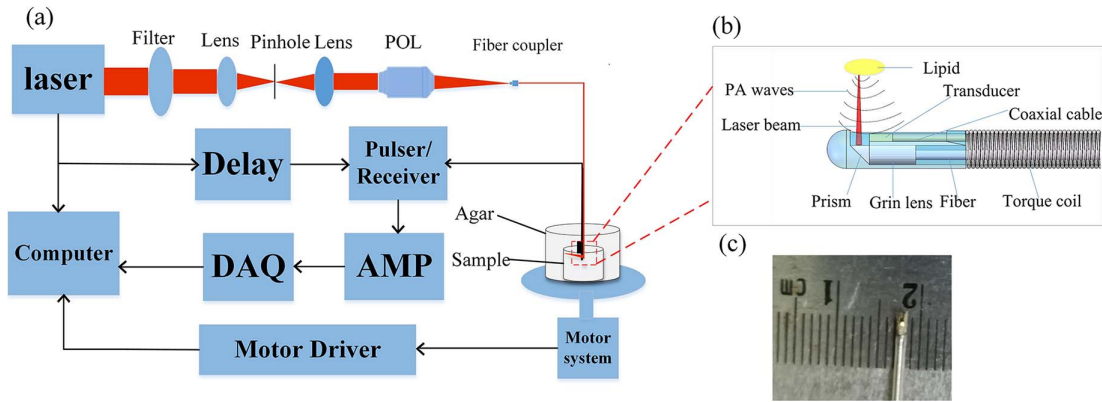 (a)
Filter
Lens
Pinhole
Lens
POL
Fiber coupler
laser
Delay
Pulser/
Receiver
Agar
Computer
DAQ
AMP
Sample
Motor Driver
Motor
system
(b)
Lipid
PA waves
Transducer
Coaxial cable
Laser beam
Prism
Grin lens
Fiber
Torque coil
(c)
CM 1 2